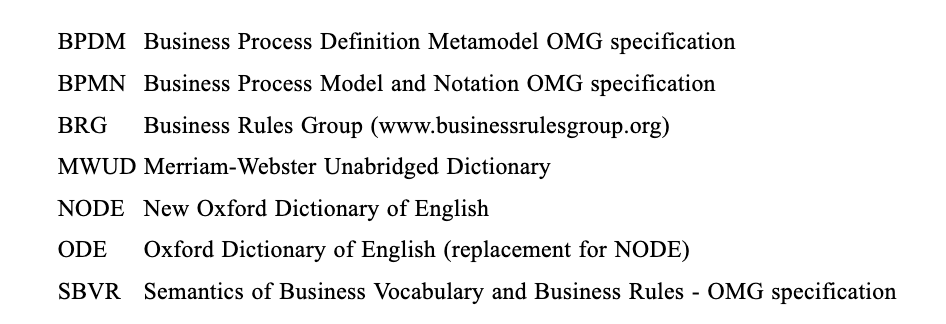 BPDM Business Process Definition Metamodel OMG specification
BPMN Business Process Model and Notation OMG specification
BRG Business Rules Group (www.businessrulesgroup.org)
MWUD Merriam-Webster Unabridged Dictionary
NODE New Oxford Dictionary of English
ODE Oxford Dictionary of English (replacement for NODE)
SBVR Semantics of Business Vocabulary and Business Rules - OMG specification